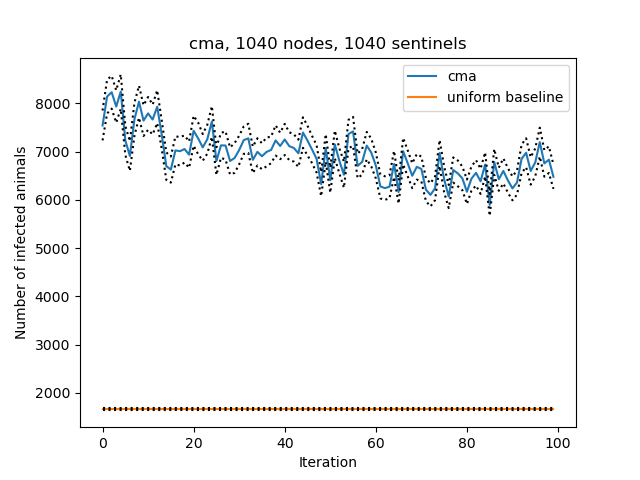 cma, 1040 nodes, 1040 sentinels
cma
uniform baseline
Number of infected animals
8000
7000
6000
5000
4000
3000
2000
0 20 40 60 80 100
Iteration